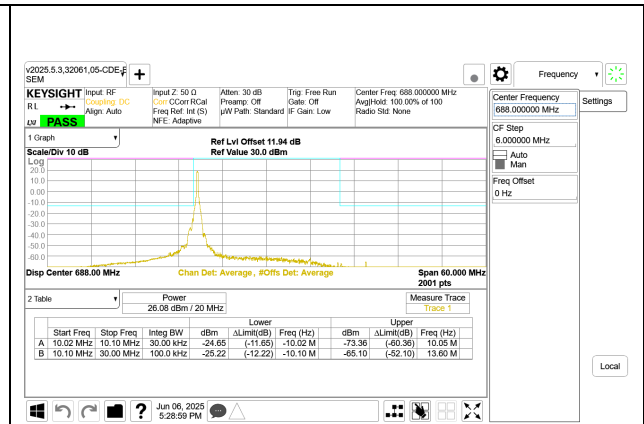 v2025.5.3,32061,05-CDE-
SEM
Frequency
KEYSIGHT Input: RF Input Z: 50 Ω Atten: 30 dB Trig: Free Run Center Freq: 688.000000 MHz
RL Coupling: DC Corr CCorr RCal Preamp: Off Gate: Off Avg|Hold: 100.00% of 100
Align: Auto Freq Ref: Int (S) µW Path: Standard IF Gain: Low Radio Std: None
PASS NFE: Adaptive
Center Frequency
688.000000 MHz
Settings
CF Step
6.000000 MHz
Auto
Man
Freq Offset
0 Hz
1 Graph
Ref Lvl Offset 11.94 dB
Scale/Div 10 dB Ref Value 30.0 dBm
Log
20.0
10.0
0.00
-10.0
-20.0
-30.0
-40.0
-50.0
-60.0
Disp Center 688.00 MHz Chan Det: Average, #Offs Det: Average Span 60.000 MHz
2001 pts
2 Table Power Measure Trace
26.08 dBm / 20 MHz Trace 1
Lower Upper
Start Freq Stop Freq Integ BW dBm ΔLimit(dB) Freq (Hz) dBm ΔLimit(dB) Freq (Hz)
A 10.02 MHz 10.10 MHz 30.00 kHz -24.65 (-11.65) -10.02 M -73.36 (-60.36) 10.05 M
B 10.10 MHz 30.00 MHz 100.0 kHz -25.22 (-12.22) -10.10 M -65.10 (-52.10) 13.60 M
Local
Jun 06, 2025
5:28:59 PM